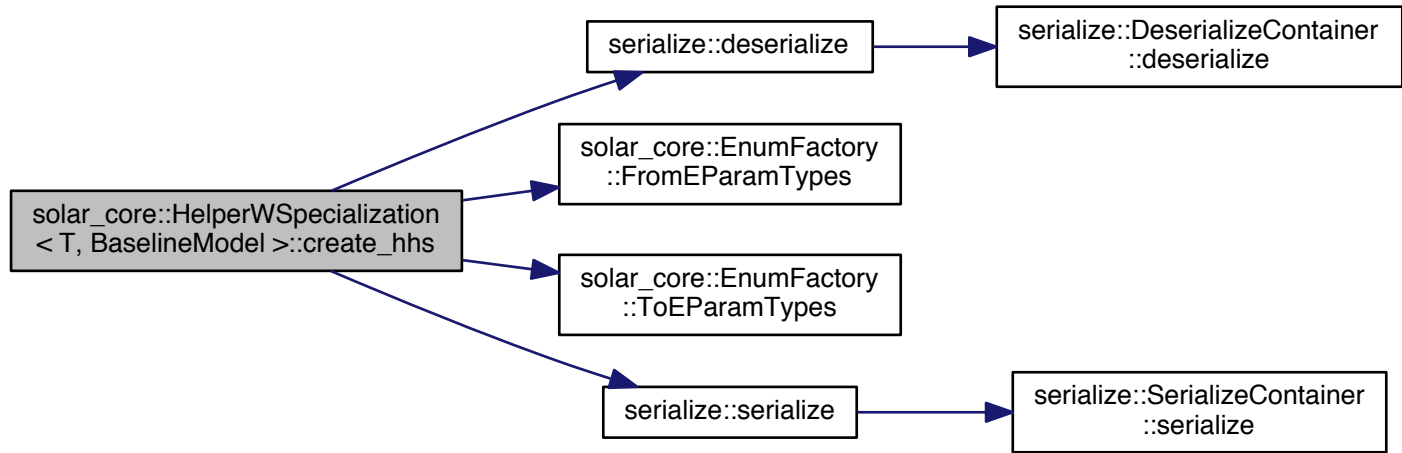 serialize::deserialize
serialize::DeserializeContainer
::deserialize
solar_core::EnumFactory
::FromEParamTypes
solar_core::HelperWSpecialization
< T, BaselineModel >::create_hhs
solar_core::EnumFactory
::ToEParamTypes
serialize::serialize
serialize::SerializeContainer
::serialize